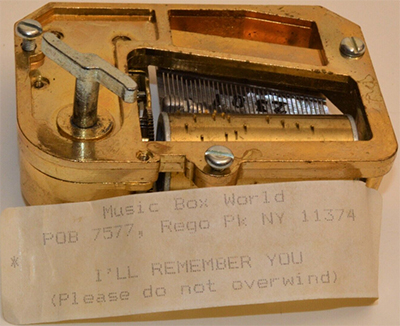 Music Box World
POB 7577, Rego Pk NY 11374
*
I'LL REMEMBER YOU
(Please do not overwind)